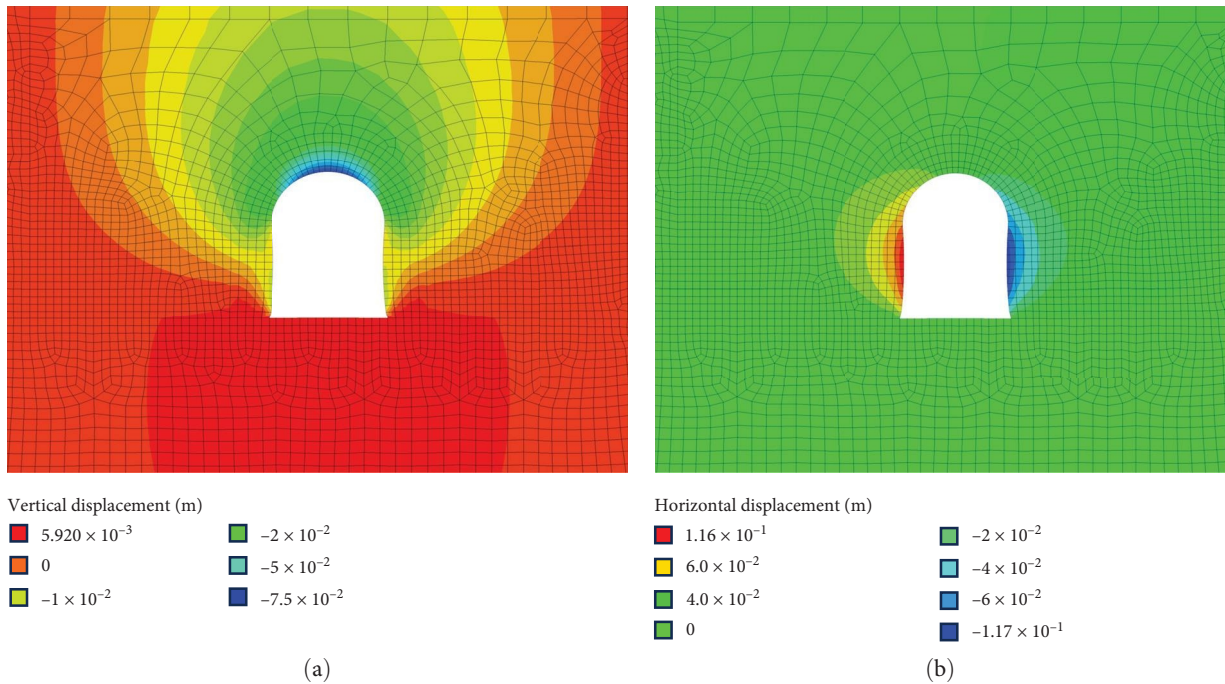 Vertical displacement (m)
5.920 × 10⁻³
0
–1 × 10⁻²
–2 × 10⁻²
–5 × 10⁻²
–7.5 × 10⁻²
(a)
Horizontal displacement (m)
1.16 × 10⁻¹
6.0 × 10⁻²
4.0 × 10⁻²
0
–2 × 10⁻²
–4 × 10⁻²
–6 × 10⁻²
–1.17 × 10⁻¹
(b)